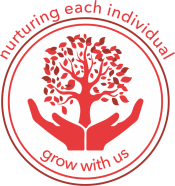 nurturing each individual
grow with us